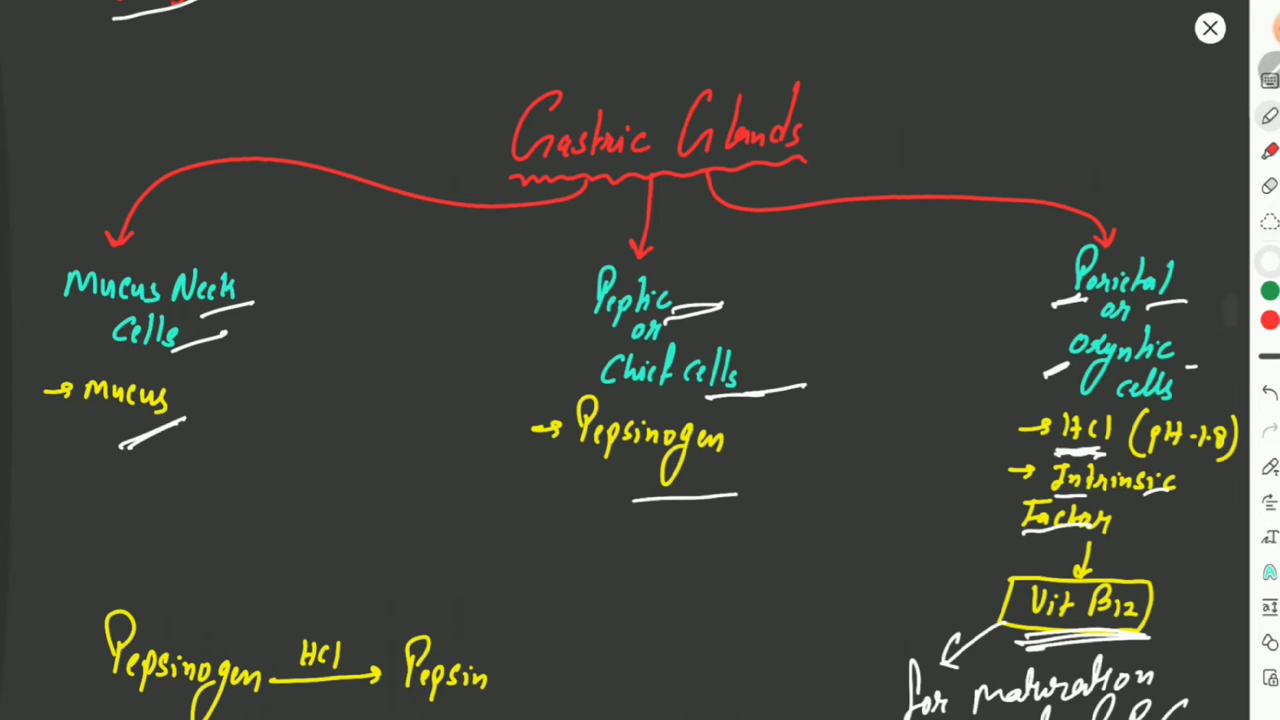 Gastric Glands
Mucus Neck
Cells
→ Mucus
Peptic
or
Chief cells
→ Pepsinogen
Parietal
or
Oxyntic
cells
→ HCl (pH-1.8)
→ Intrinsic
Factor
Vit B12
for maturation
Pepsinogen HCl → Pepsin